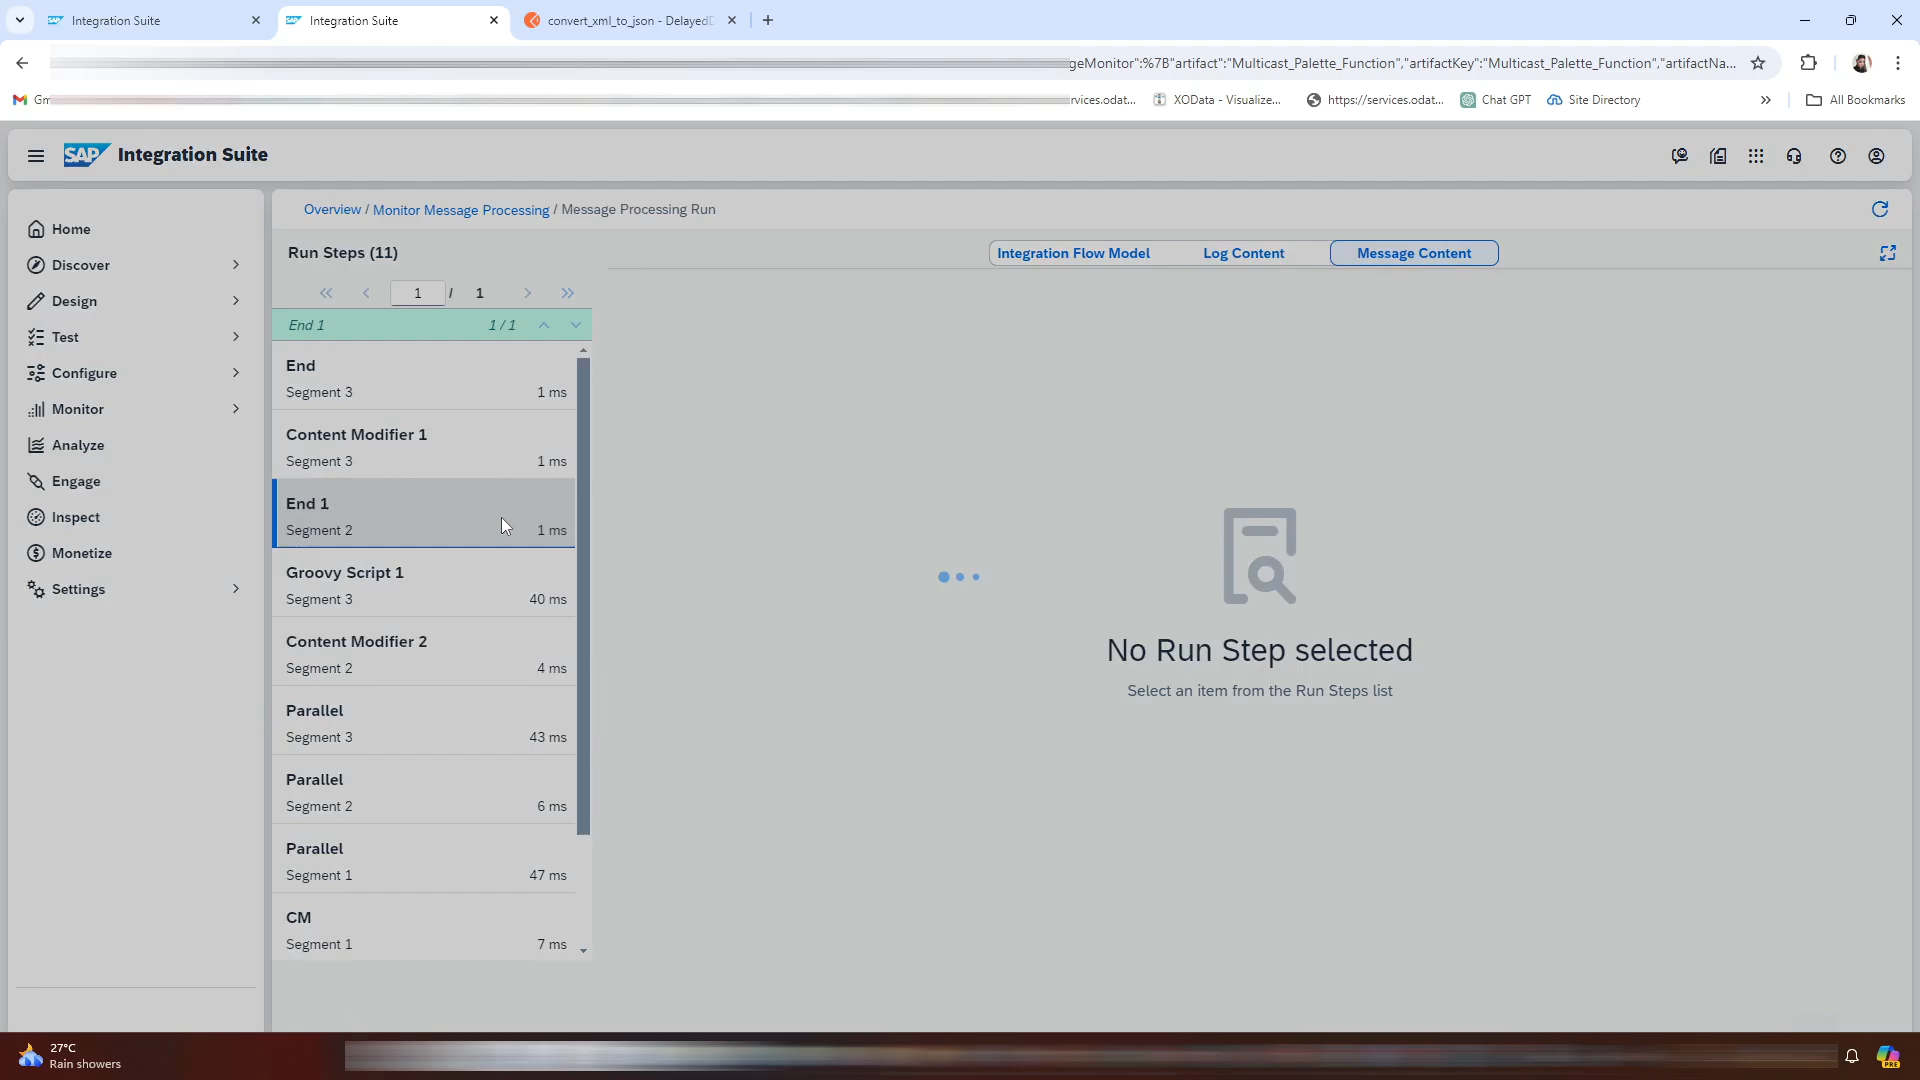 Integration Suite
Integration Suite
convert_xml_to_json - DelayedD
geMonitor":%7B"artifact":"Multicast_Palette_Function","artifactKey":"Multicast_Palette_Function","artifactNa...
Gm
rvices.odat...
XOData - Visualize...
https://services.odat...
Chat GPT
Site Directory
All Bookmarks
SAP Integration Suite
Home
Discover
Design
Test
Configure
Monitor
Analyze
Engage
Inspect
Monetize
Settings
Overview / Monitor Message Processing / Message Processing Run
Run Steps (11)
Integration Flow Model
Log Content
Message Content
1 / 1
End 1 1 / 1
End
Segment 3 1 ms
Content Modifier 1
Segment 3 1 ms
End 1
Segment 2 1 ms
Groovy Script 1
Segment 3 40 ms
Content Modifier 2
Segment 2 4 ms
Parallel
Segment 3 43 ms
Parallel
Segment 2 6 ms
Parallel
Segment 1 47 ms
CM
Segment 1 7 ms
No Run Step selected
Select an item from the Run Steps list
27°C
Rain showers
PRE